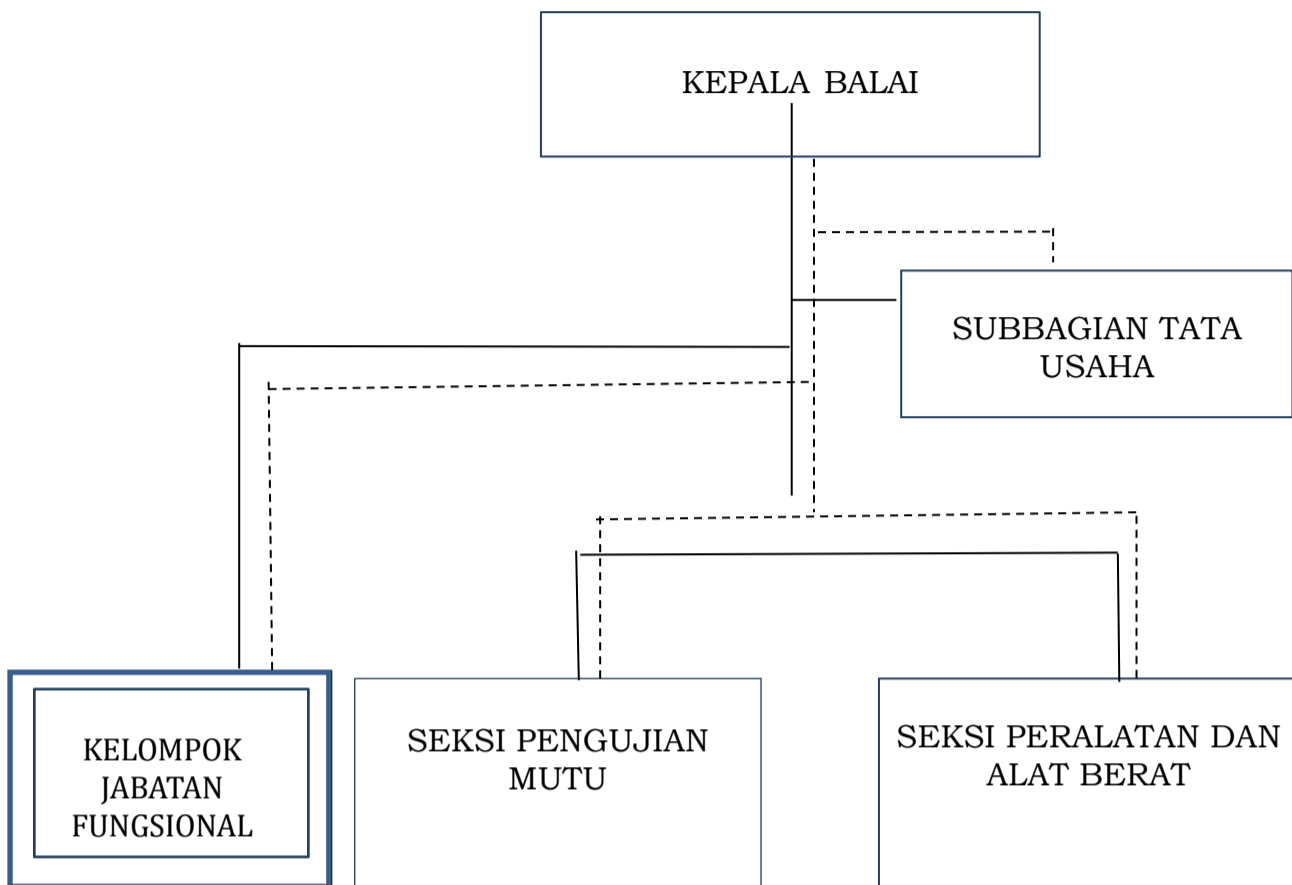 KEPALA BALAI
SUBBAGIAN TATA
USAHA
KELOMPOK
JABATAN
FUNGSIONAL
SEKSI PENGUJIAN
MUTU
SEKSI PERALATAN DAN
ALAT BERAT